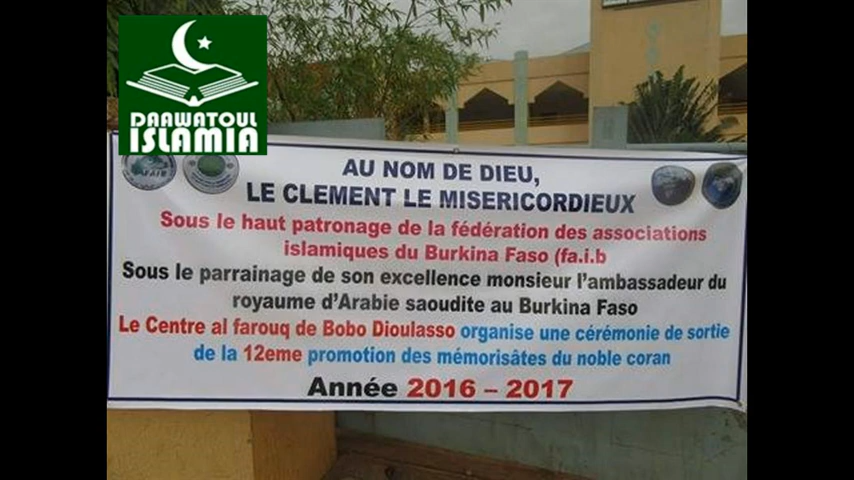 DAAWATOUL
ISLAMIA
AU NOM DE DIEU,
LE CLEMENT LE MISERICORDIEUX
Sous le haut patronage de la fédération des associations
islamiques du Burkina Faso (fa.i.b
Sous le parrainage de son excellence monsieur l'ambassadeur du
royaume d'Arabie saoudite au Burkina Faso
Le Centre al farouq de Bobo Dioulasso organise une cérémonie de sortie
de la 12eme promotion des mémorisâtes du noble coran
Année 2016 – 2017